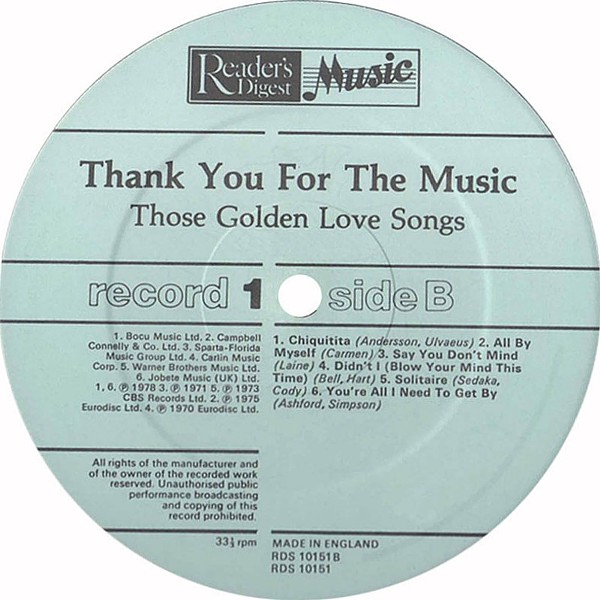 Reader's
Digest
Music
Thank You For The Music
Those Golden Love Songs
record 1 side B
1. Bocu Music Ltd. 2. Campbell
Connelly & Co. Ltd. 3. Sparta-Florida
Music Group Ltd. 4. Carlin Music
Corp. 5. Warner Brothers Music Ltd.
6. Jobete Music (UK) Ltd.
1, 6. ℗ 1978 3. ℗ 1971 5. ℗ 1973
CBS Records Ltd. 2. ℗ 1975
Eurodisc Ltd. 4. ℗ 1970 Eurodisc Ltd.
1. Chiquitita (Andersson, Ulvaeus) 2. All By
Myself (Carmen) 3. Say You Don't Mind
(Laine) 4. Didn't I (Blow Your Mind This
Time) (Bell, Hart) 5. Solitaire (Sedaka,
Cody) 6. You're All I Need To Get By
(Ashford, Simpson)
All rights of the manufacturer and
of the owner of the recorded work
reserved. Unauthorised public
performance broadcasting
and copying of this
record prohibited.
33⅓ rpm
MADE IN ENGLAND
RDS 10151B
RDS 10151